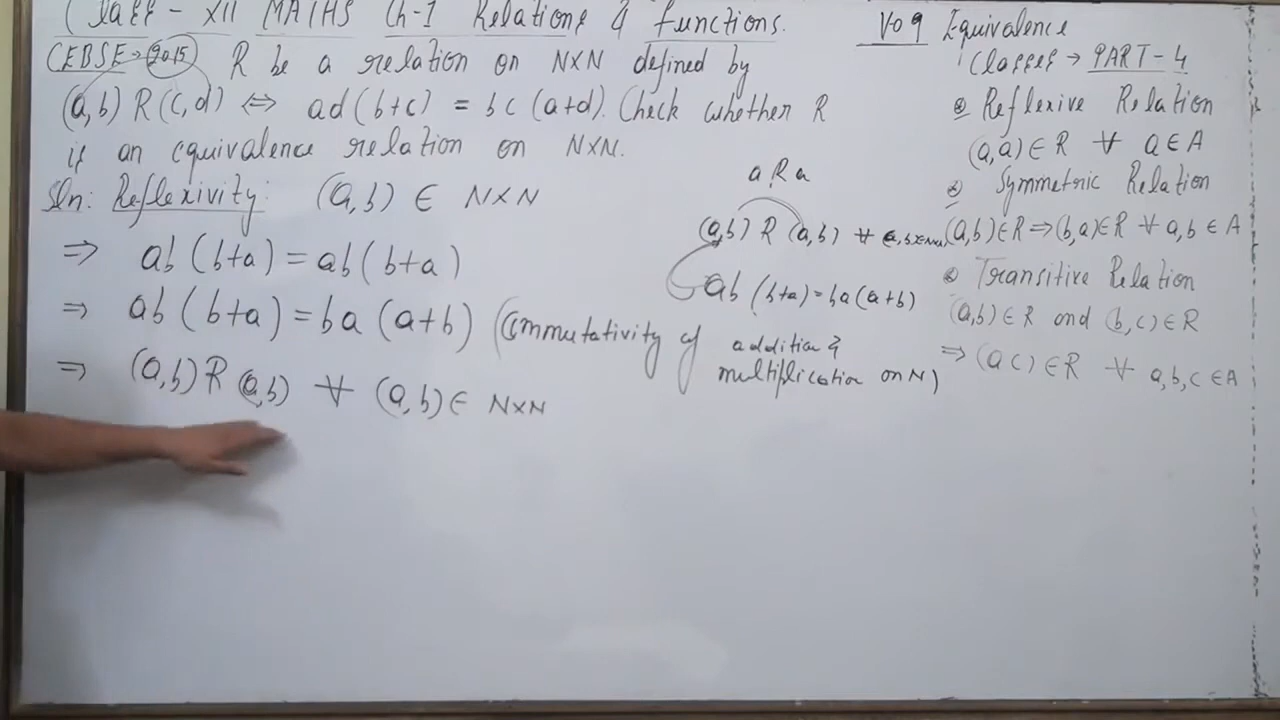 Class - XII MATHS Ch-1 Relations & functions.
CBBSE → 2015 R be a relation on N×N defined by
(a,b) R (c,d) ⇔ ad(b+c) = bc(a+d). Check whether R
is an equivalence relation on N×N.
Sln: Reflexivity: (a,b) ∈ N×N
⇒ ab(b+a) = ab(b+a)
⇒ ab(b+a) = ba(a+b) (Commutativity of addition & multiplication on N)
⇒ (a,b) R (a,b) ∀ (a,b) ∈ N×N
a R a
(a,b) R (a,b) ∀
ab(b+a) = ba(a+b)
V09 Equivalence
Classes → PART-4
Reflexive Relation
(a,a) ∈ R ∀ a ∈ A
Symmetric Relation
(a,b) ∈ R ⇒ (b,a) ∈ R ∀ a,b ∈ A
Transitive Relation
(a,b) ∈ R and (b,c) ∈ R
⇒ (a c) ∈ R ∀ a,b,c ∈ A